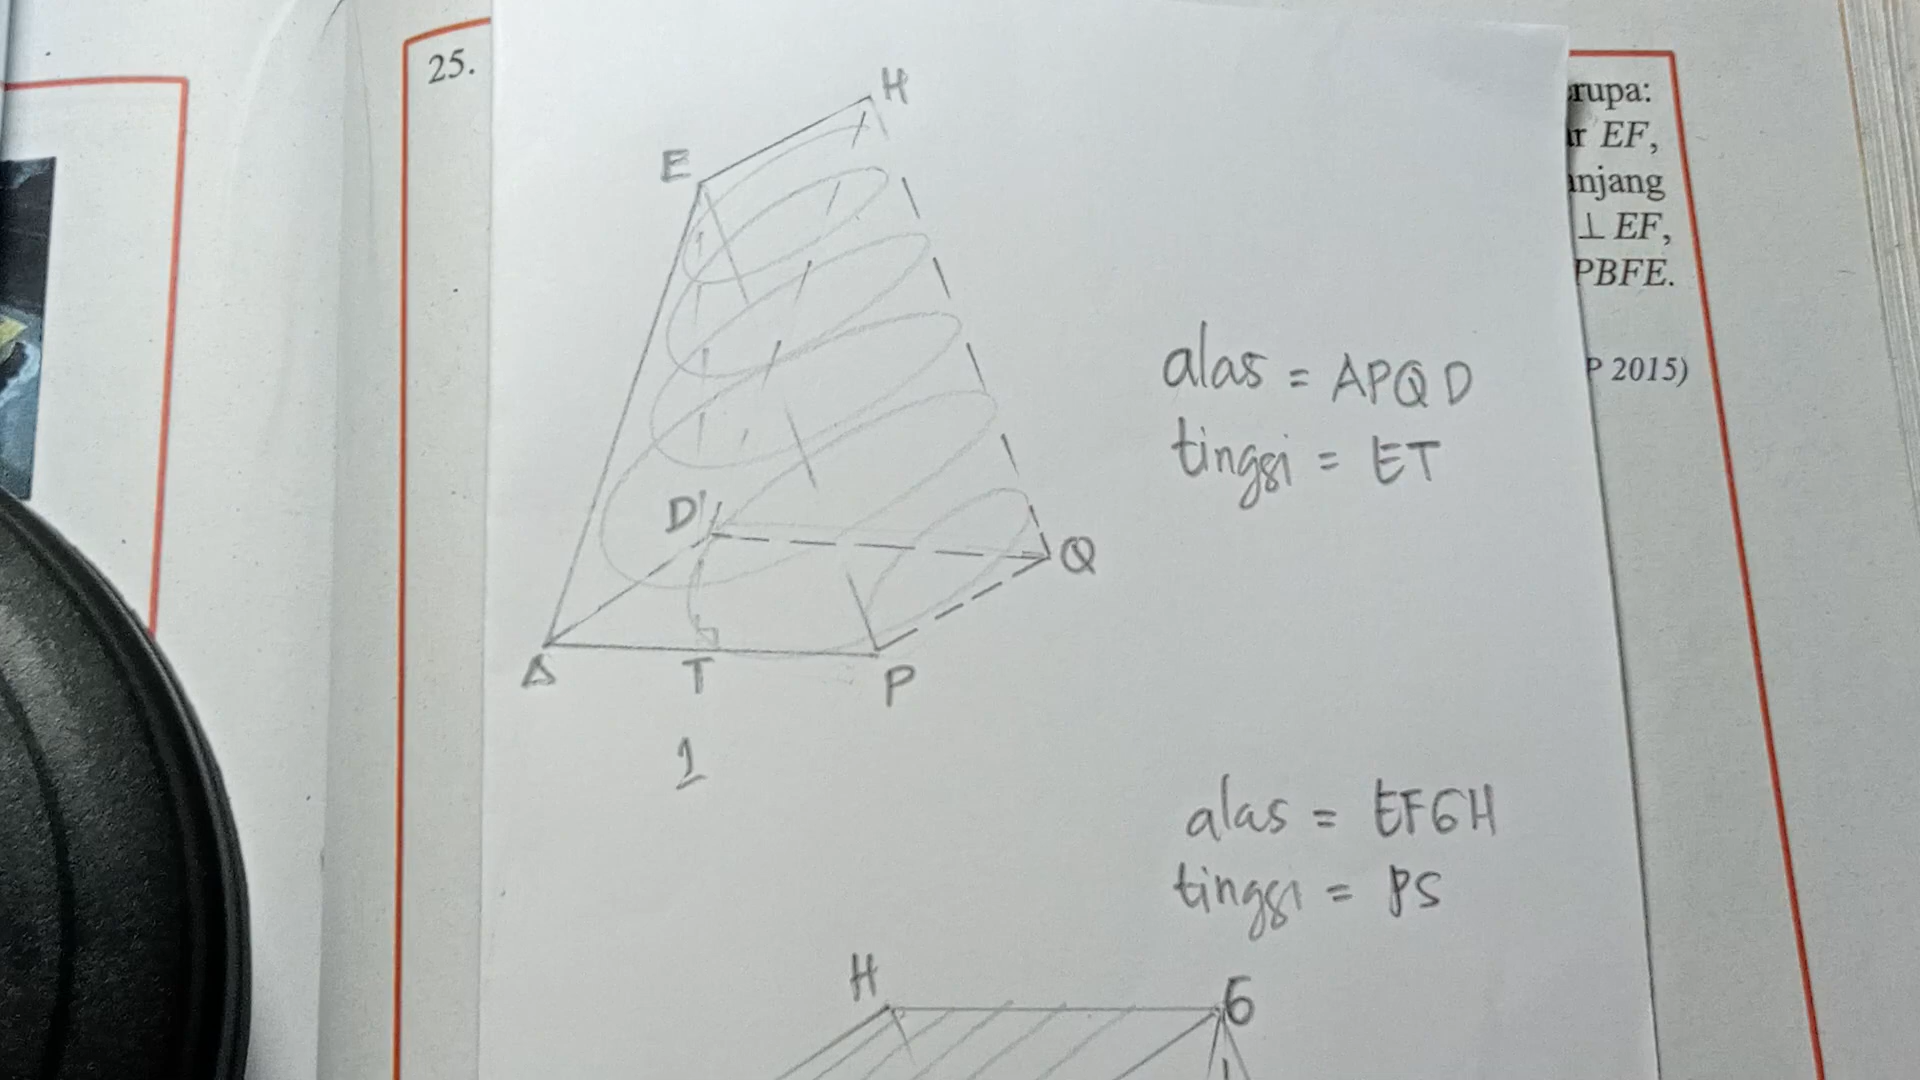 25.
rupa:
EF,
njang
⊥ EF,
PBFE.
P 2015)
H
E
alas = APQD
tinggi = ET
D
Q
A
T
P
1
alas = EFGH
tinggi = PS
H
G